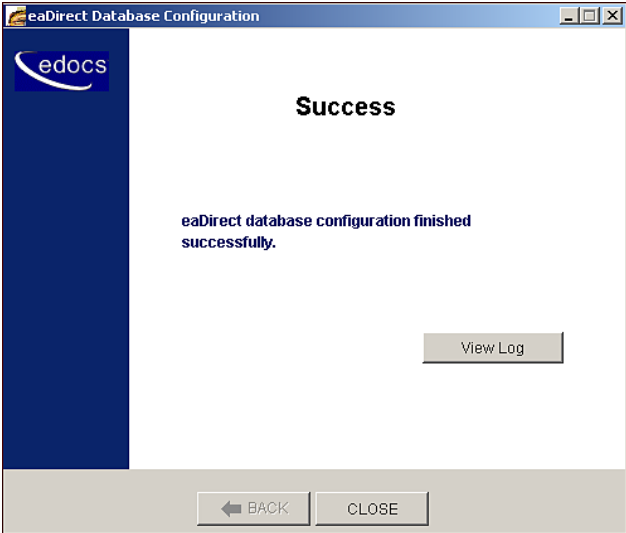 eaDirect Database Configuration
edocs
Success
eaDirect database configuration finished
successfully.
View Log
BACK
CLOSE